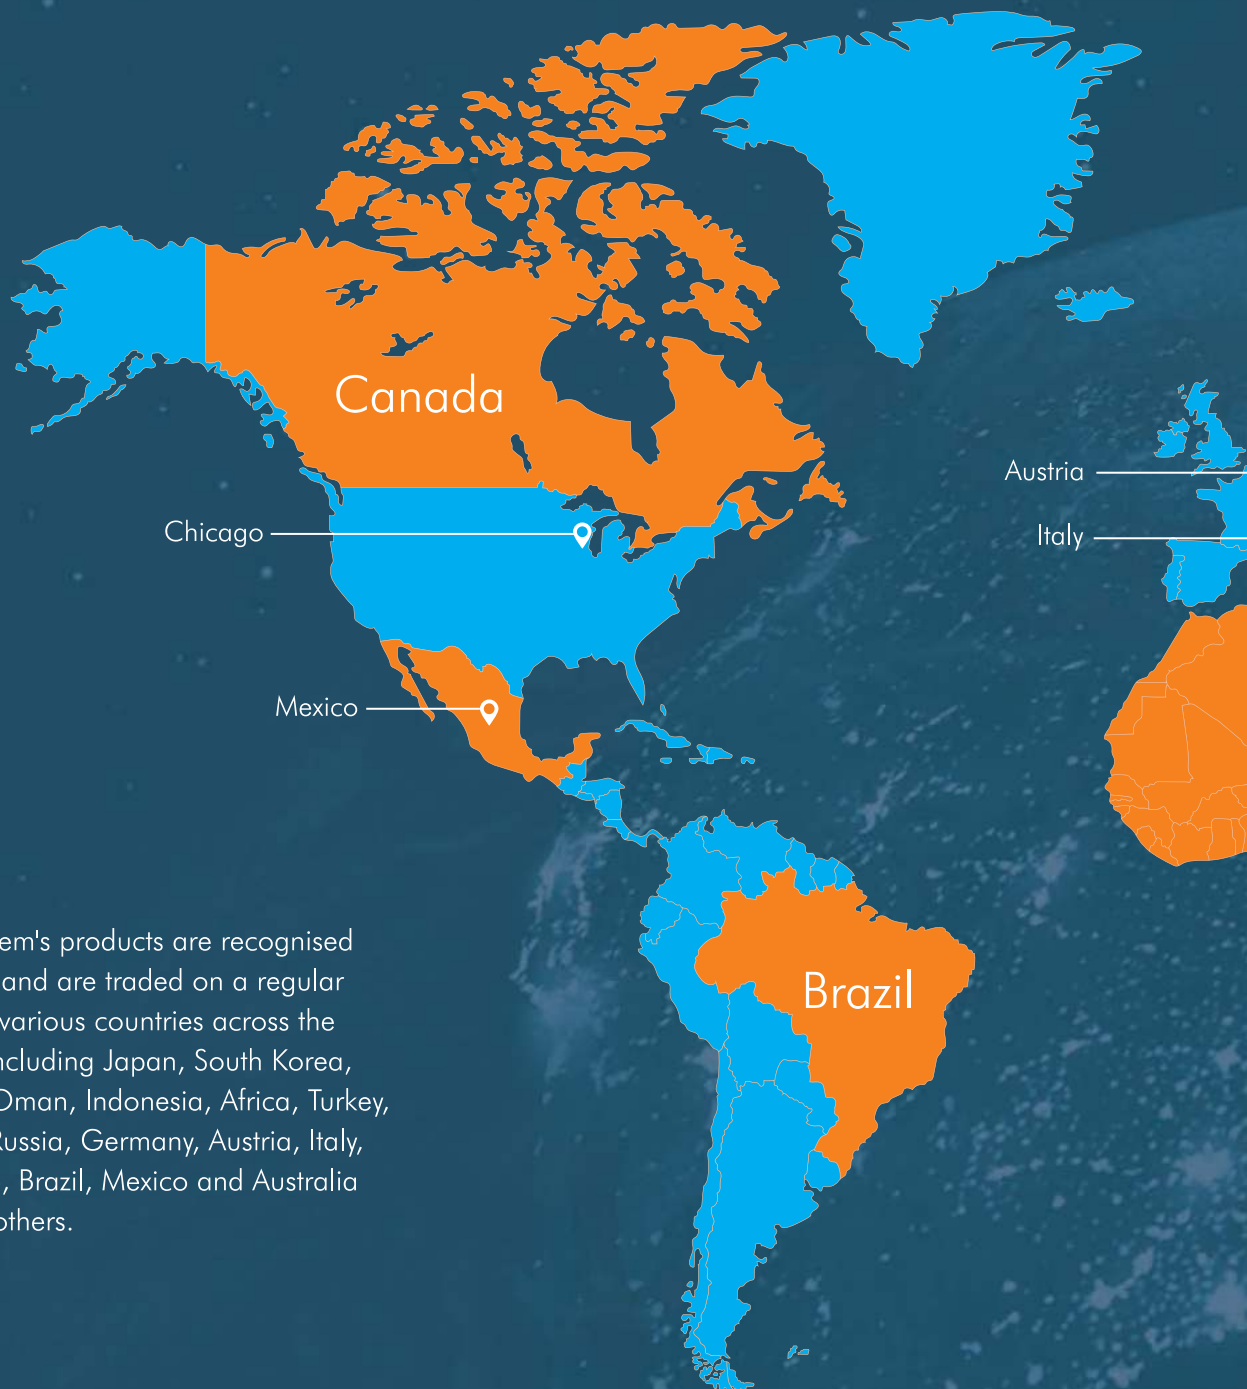 Canada
Austria
Chicago
Italy
Mexico
Brazil
em's products are recognised
and are traded on a regular
various countries across the
ncluding Japan, South Korea,
Oman, Indonesia, Africa, Turkey,
Russia, Germany, Austria, Italy,
, Brazil, Mexico and Australia
others.